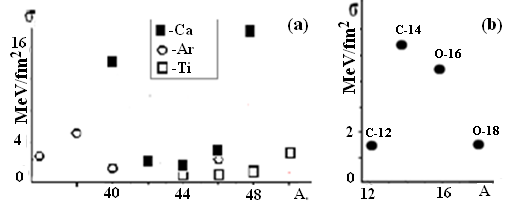 σ
MeV/fm²
16
4
0
40
44
48
A,
-Ca
-Ar
-Ti
(a)
σ
MeV/fm²
2
0
12
16
A
C-12
C-14
O-16
O-18
(b)